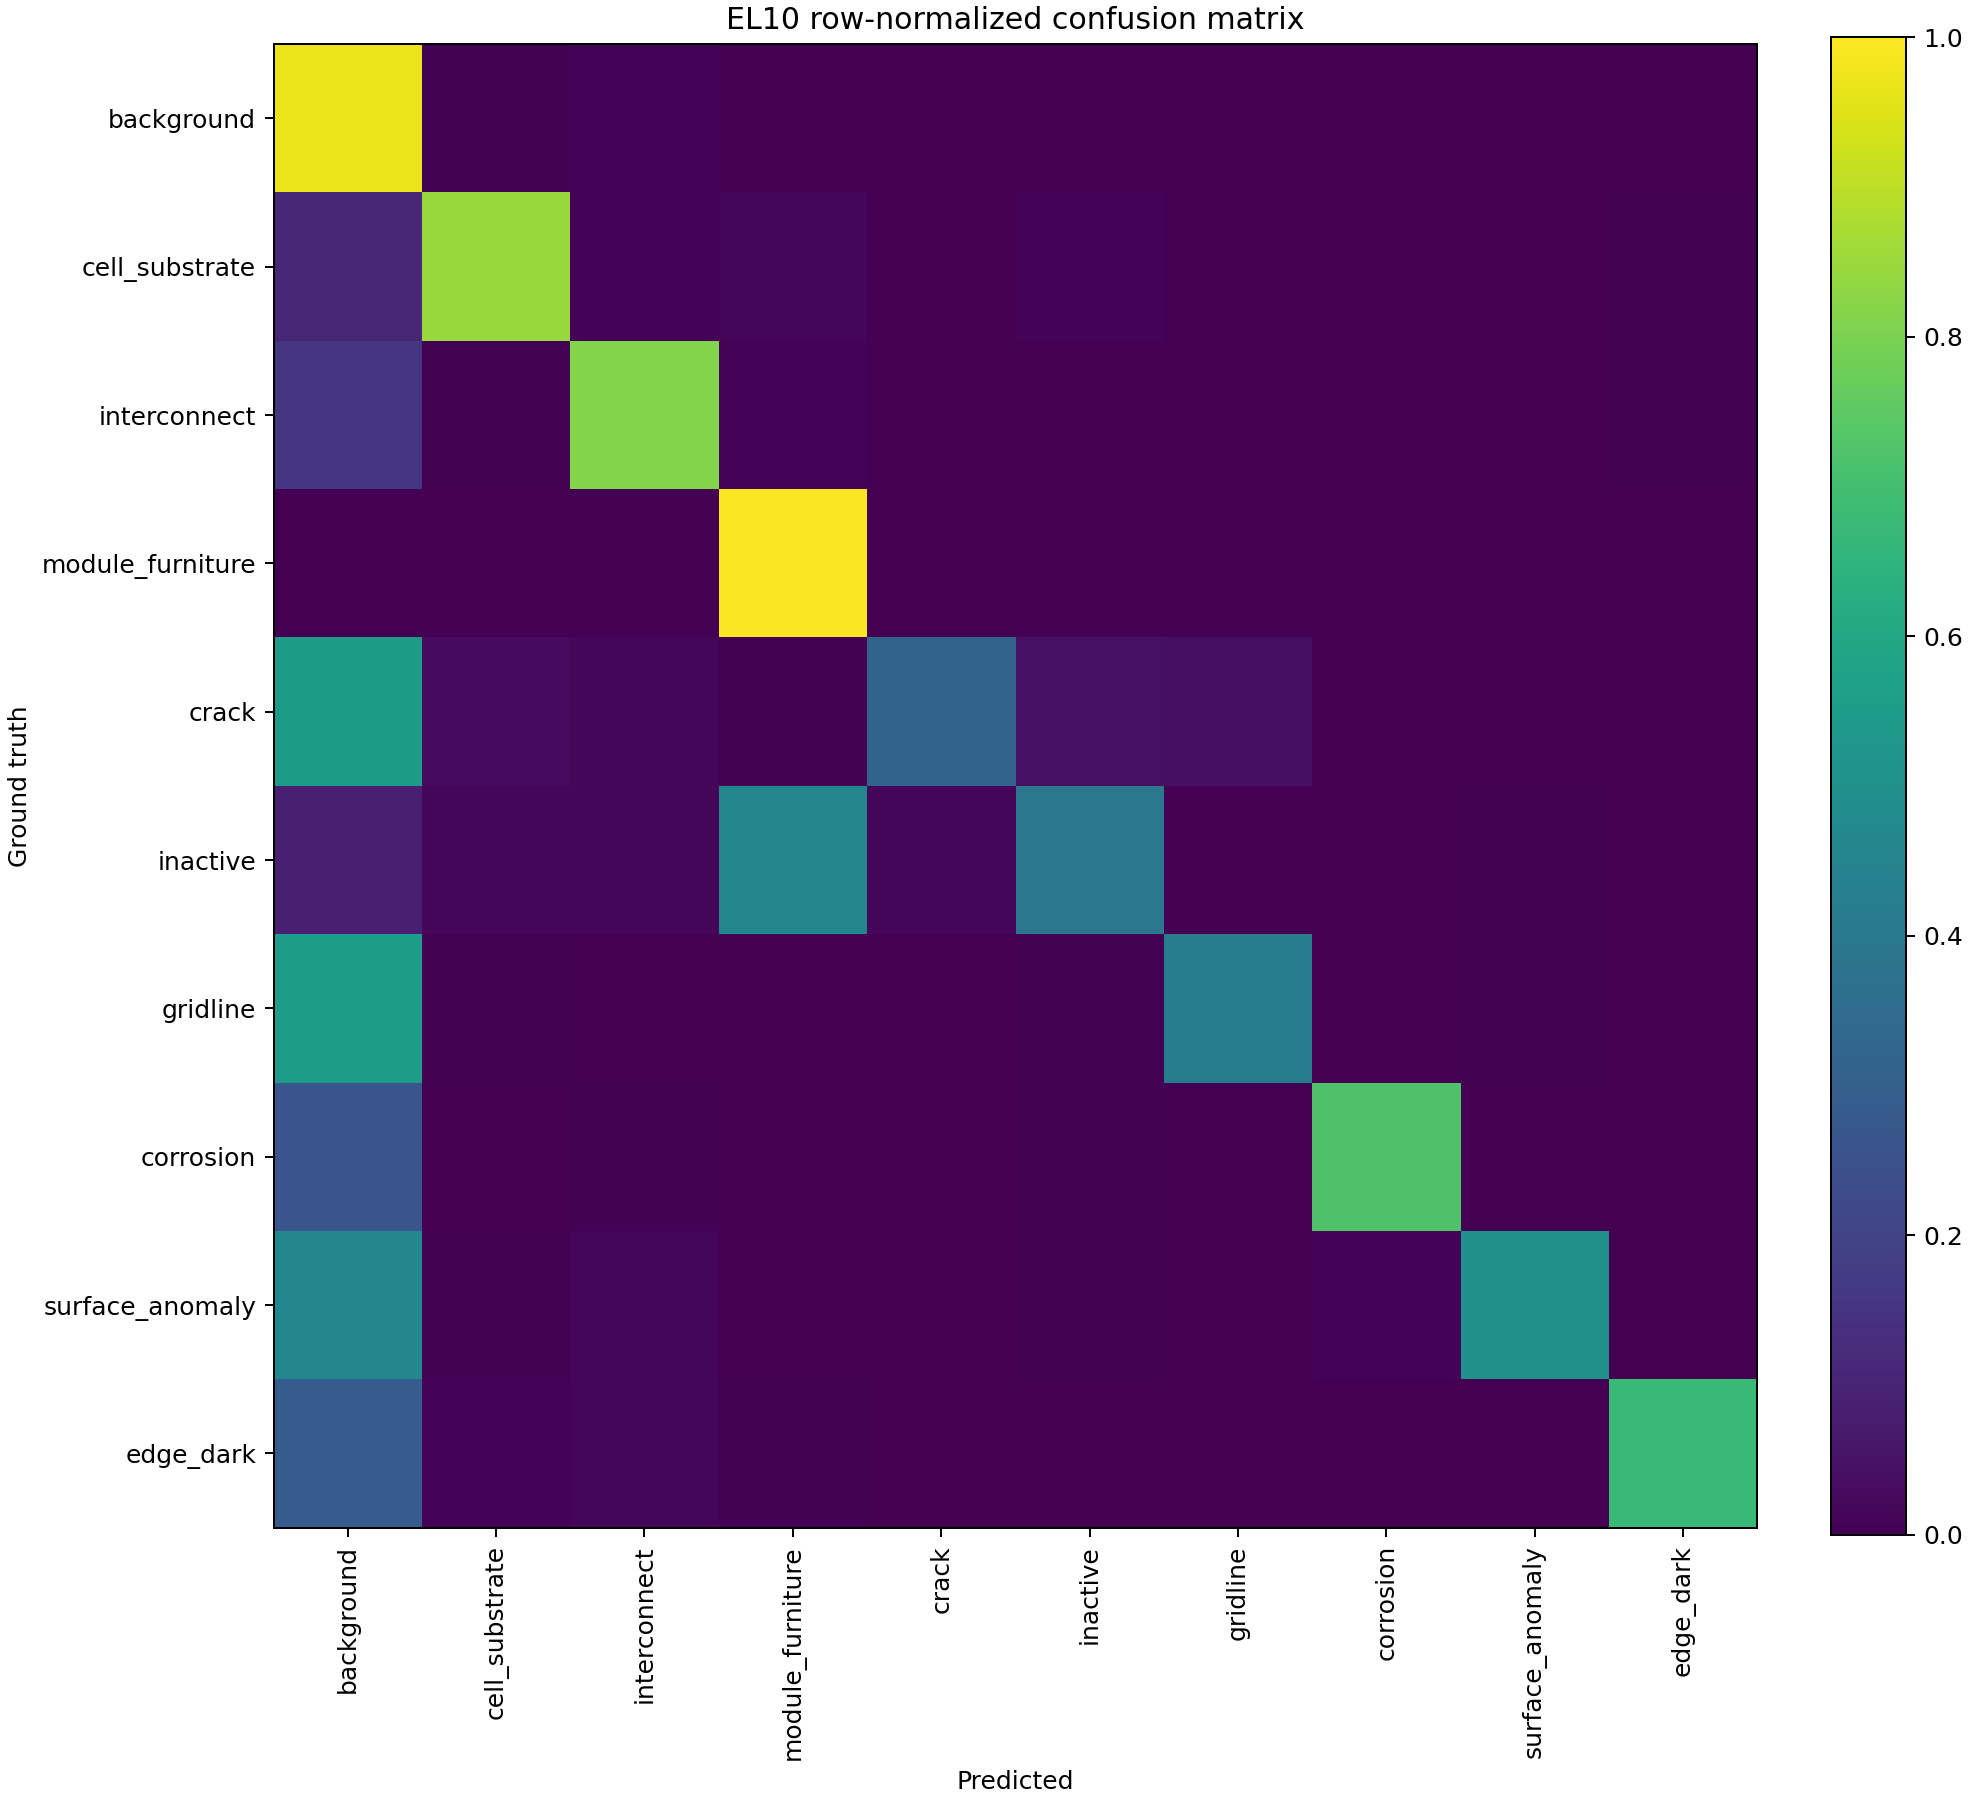 EL10 row-normalized confusion matrix
Ground truth
background
cell_substrate
interconnect
module_furniture
crack
inactive
gridline
corrosion
surface_anomaly
edge_dark
background
cell_substrate
interconnect
module_furniture
crack
inactive
gridline
corrosion
surface_anomaly
edge_dark
Predicted
1.0
0.8
0.6
0.4
0.2
0.0